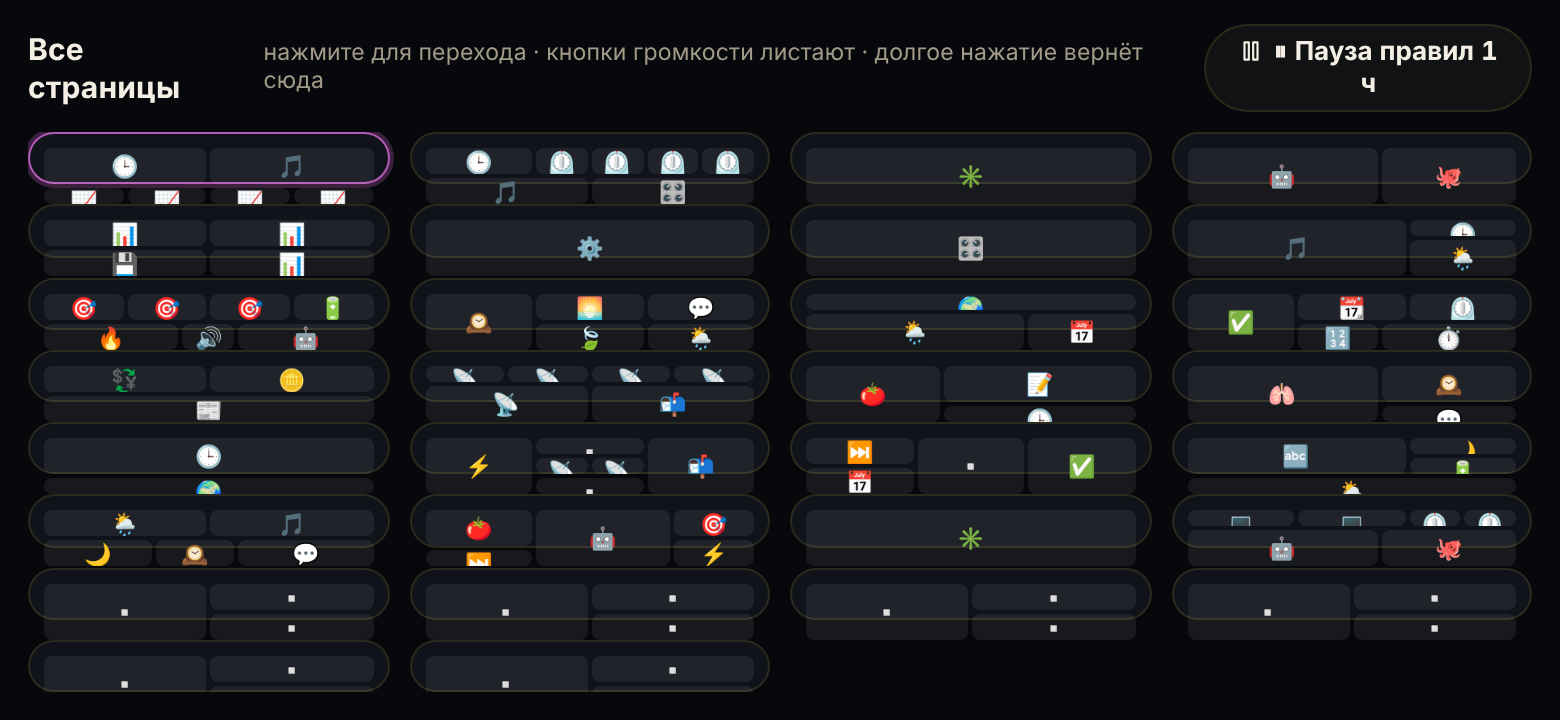 Все
страницы
нажмите для перехода · кнопки громкости листают · долгое нажатие вернёт
сюда
Пауза правил 1
ч